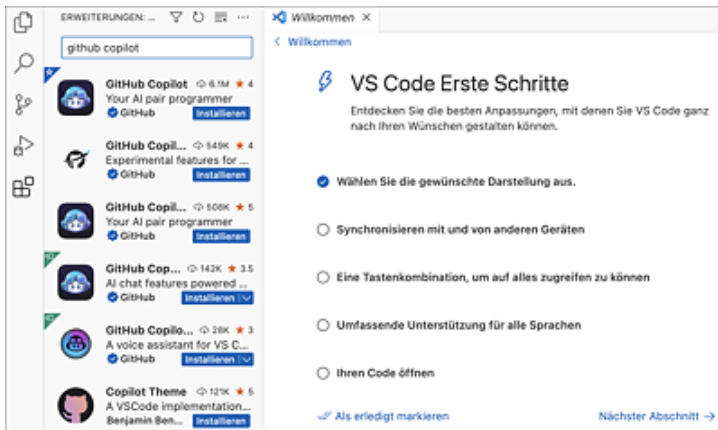 ERWEITERUNGEN: ...
github copilot
GitHub Copilot 6.1M 4
Your AI pair programmer
GitHub Installieren
GitHub Copil... 549K 4
Experimental features for ...
GitHub Installieren
GitHub Copil... 508K 5
Your AI pair programmer
GitHub Installieren
GitHub Cop... 142K 3.5
AI chat features powered ...
GitHub Installieren
GitHub Copilo... 28K 3
A voice assistant for VS C...
GitHub Installieren
Copilot Theme 121K 5
A VSCode implementation...
Benjamin Ben... Installieren
Willkommen
Willkommen
VS Code Erste Schritte
Entdecken Sie die besten Anpassungen, mit denen Sie VS Code ganz
nach Ihren Wünschen gestalten können.
Wählen Sie die gewünschte Darstellung aus.
Synchronisieren mit und von anderen Geräten
Eine Tastenkombination, um auf alles zugreifen zu können
Umfassende Unterstützung für alle Sprachen
Ihren Code öffnen
Als erledigt markieren
Nächster Abschnitt